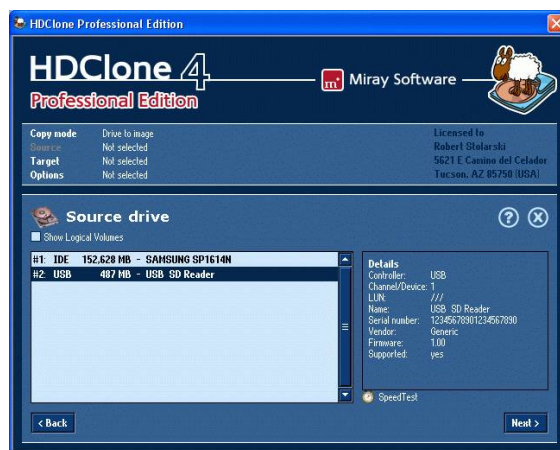 HDClone Professional Edition
HDClone 4
Professional Edition
m Miray Software
Copy mode Drive to image
Source Not selected
Target Not selected
Options Not selected
Licensed to
Robert Stolarski
5621 E Camino del Celador
Tucson, AZ 85750 (USA)
Source drive
Show Logical Volumes
#1: IDE 152,628 MB - SAMSUNG SP1614N
#2: USB 487 MB - USB SD Reader
Details
Controller: USB
Channel/Device: 1
LUN: ///
Name: USB SD Reader
Serial number: 12345678901234567890
Vendor: Generic
Firmware: 1.00
Supported: yes
SpeedTest
< Back
Next >